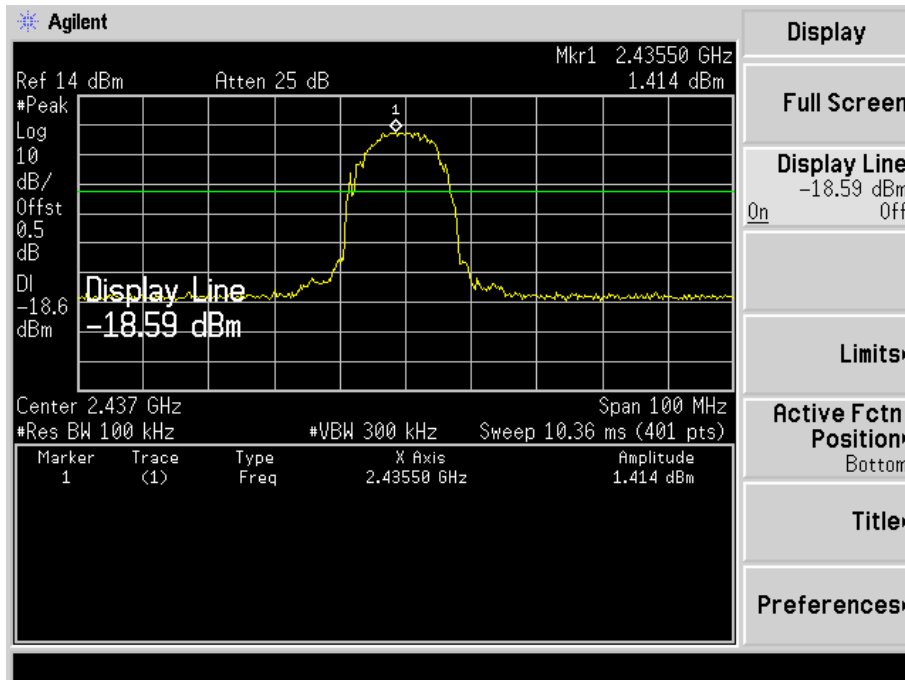 Agilent
Mkr1 2.43550 GHz
Ref 14 dBm Atten 25 dB 1.414 dBm
#Peak
Log
10
dB/
Offst
0.5
dB
DI
-18.6
dBm
1
Display Line
-18.59 dBm
Center 2.437 GHz Span 100 MHz
#Res BW 100 kHz #VBW 300 kHz Sweep 10.36 ms (401 pts)
Marker Trace Type X Axis Amplitude
1 (1) Freq 2.43550 GHz 1.414 dBm
Display
Full Screen
Display Line
-18.59 dBm
On Off
Limits
Active Fctn
Position
Bottom
Title
Preferences